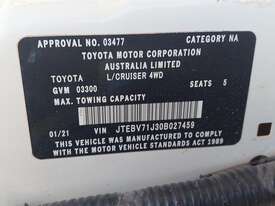 APPROVAL NO. 03477 CATEGORY NA
TOYOTA MOTOR CORPORATION
AUSTRALIA LIMITED
TOYOTA L/CRUISER 4WD
GVM 03300 SEATS 5
MAX. TOWING CAPACITY
01/21 VIN JTEBV71J30B027459
THIS VEHICLE WAS MANUFACTURED TO COMPLY
WITH THE MOTOR VEHICLE STANDARDS ACT 1989